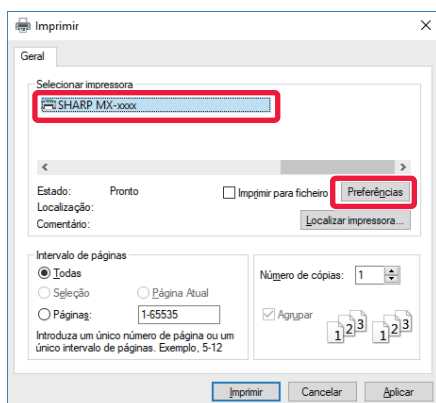 Imprimir
Geral
Selecionar impressora
SHARP MX-xxxx
Estado: Pronto
Imprimir para ficheiro
Preferências
Localização:
Comentário:
Localizar impressora...
Intervalo de páginas
Todas
Seleção
Página Atual
Páginas:
1-65535
Introduza um único número de página ou um
único intervalo de páginas. Exemplo, 5-12
Número de cópias: 1
Agrupar
1 2 3
1 2 3
Imprimir
Cancelar
Aplicar